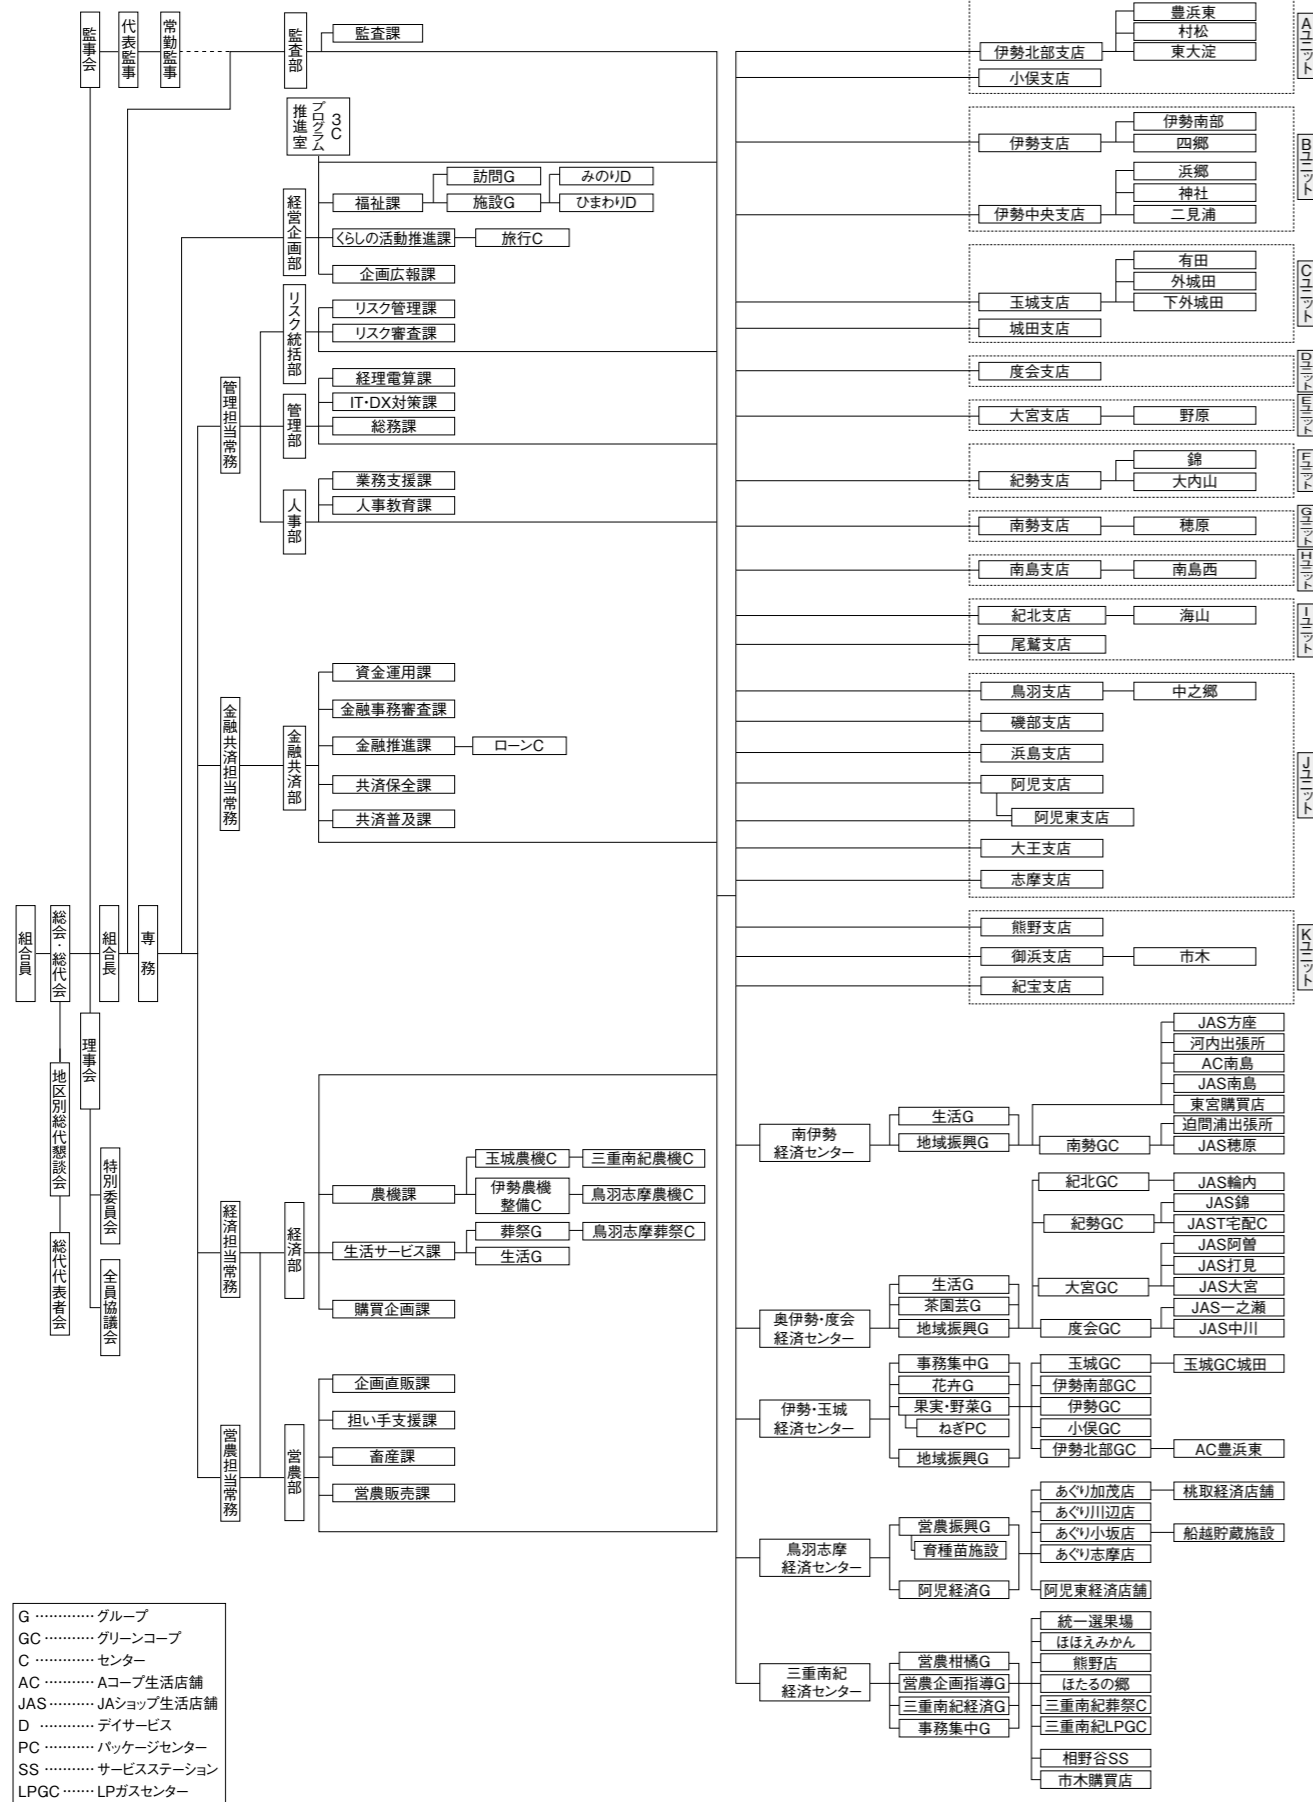 組合員
総会・総代会
地区別総代懇談会
総代代表者会
監事会
代表監事
常勤監事
理事会
特別委員会
全員協議会
組合長
専務
監査部
監査課
3C
プログラム
推進室
経営企画部
福祉課
訪問G
施設G
みのりD
ひまわりD
くらしの活動推進課
旅行C
企画広報課
管理担当常務
リスク統括部
リスク管理課
リスク審査課
管理部
経理電算課
IT・DX対策課
総務課
人事部
業務支援課
人事教育課
金融共済担当常務
金融共済部
資金運用課
金融事務審査課
金融推進課
ローンC
共済保全課
共済普及課
経済担当常務
経済部
農機課
玉城農機C
三重南紀農機C
伊勢農機
整備C
鳥羽志摩農機C
生活サービス課
葬祭G
鳥羽志摩葬祭C
生活G
購買企画課
営農担当常務
営農部
企画直販課
担い手支援課
畜産課
営農販売課
Aユニット
伊勢北部支店
豊浜東
村松
東大淀
小俣支店
Bユニット
伊勢支店
伊勢南部
四郷
伊勢中央支店
浜郷
神社
二見浦
Cユニット
玉城支店
有田
外城田
下外城田
城田支店
Dユニット
度会支店
Eユニット
大宮支店
野原
Fユニット
紀勢支店
錦
大内山
Gユニット
南勢支店
穂原
Hユニット
南島支店
南島西
Iユニット
紀北支店
海山
尾鷲支店
Jユニット
鳥羽支店
中之郷
磯部支店
浜島支店
阿児支店
阿児東支店
大王支店
志摩支店
Kユニット
熊野支店
御浜支店
市木
紀宝支店
南伊勢
経済センター
生活G
地域振興G
JAS方座
河内出張所
AC南島
JAS南島
東宮購買店
南勢GC
迫間浦出張所
JAS穂原
奥伊勢・度会
経済センター
生活G
茶園芸G
地域振興G
紀北GC
JAS輪内
紀勢GC
JAS錦
JAST宅配C
大宮GC
JAS阿曽
JAS打見
JAS大宮
度会GC
JAS一之瀬
JAS中川
伊勢・玉城
経済センター
事務集中G
花卉G
果実・野菜G
ねぎPC
地域振興G
玉城GC
玉城GC城田
伊勢南部GC
伊勢GC
小俣GC
伊勢北部GC
AC豊浜東
鳥羽志摩
経済センター
営農振興G
育種苗施設
阿児経済G
あぐり加茂店
桃取経済店舗
あぐり川辺店
あぐり小坂店
船越貯蔵施設
あぐり志摩店
阿児東経済店舗
三重南紀
経済センター
営農柑橘G
営農企画指導G
三重南紀経済G
事務集中G
統一選果場
ほほえみかん
熊野店
ほたるの郷
三重南紀葬祭C
三重南紀LPGC
相野谷SS
市木購買店
G ………… グループ
GC ……… グリーンコープ
C ………… センター
AC ……… Aコープ生活店舗
JAS ……… JAショップ生活店舗
D ………… デイサービス
PC ……… パッケージセンター
SS ……… サービスステーション
LPGC …… LPガスセンター